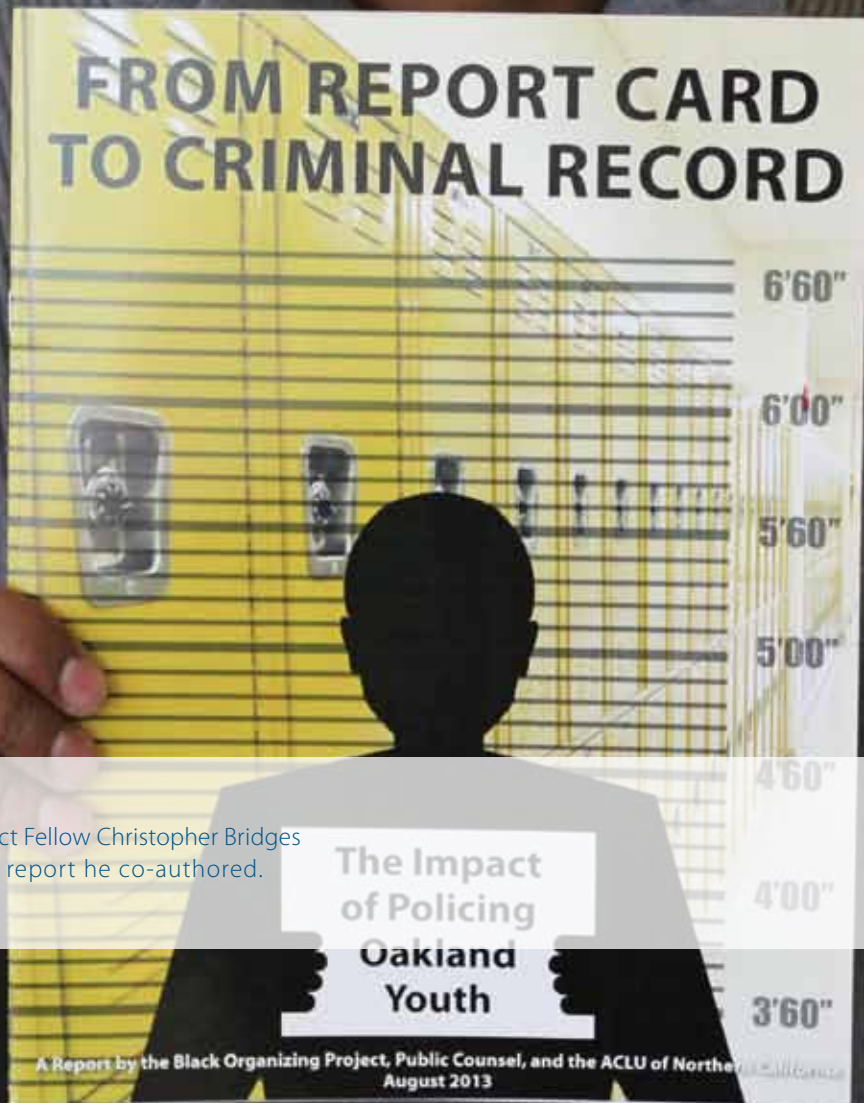 FROM REPORT CARD
TO CRIMINAL RECORD
6'60"
6'00"
5'60"
5'00"
4'60"
ct Fellow Christopher Bridges
report he co-authored.
The Impact
of Policing
Oakland
Youth
4'00"
3'60"
A Report by the Black Organizing Project, Public Counsel, and the ACLU of Northern California
August 2013